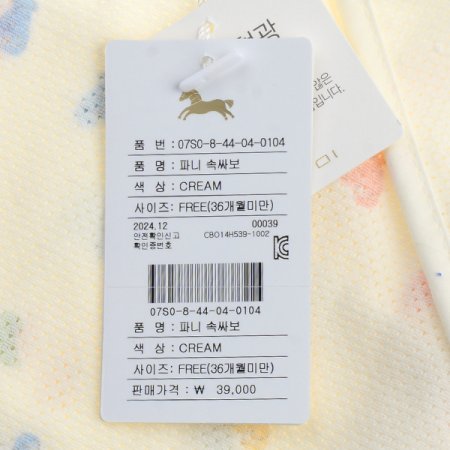 품 번 : 07S0-8-44-04-0104
품 명 : 파니 속싸보
색 상 : CREAM
사이즈: FREE(36개월미만)
2024.12 00039
안전확인신고 CB014H539-1002
확인증번호
07S0-8-44-04-0104
품 명 : 파니 속싸보
색 상 : CREAM
사이즈: FREE(36개월미만)
판매가격 : ₩ 39,000